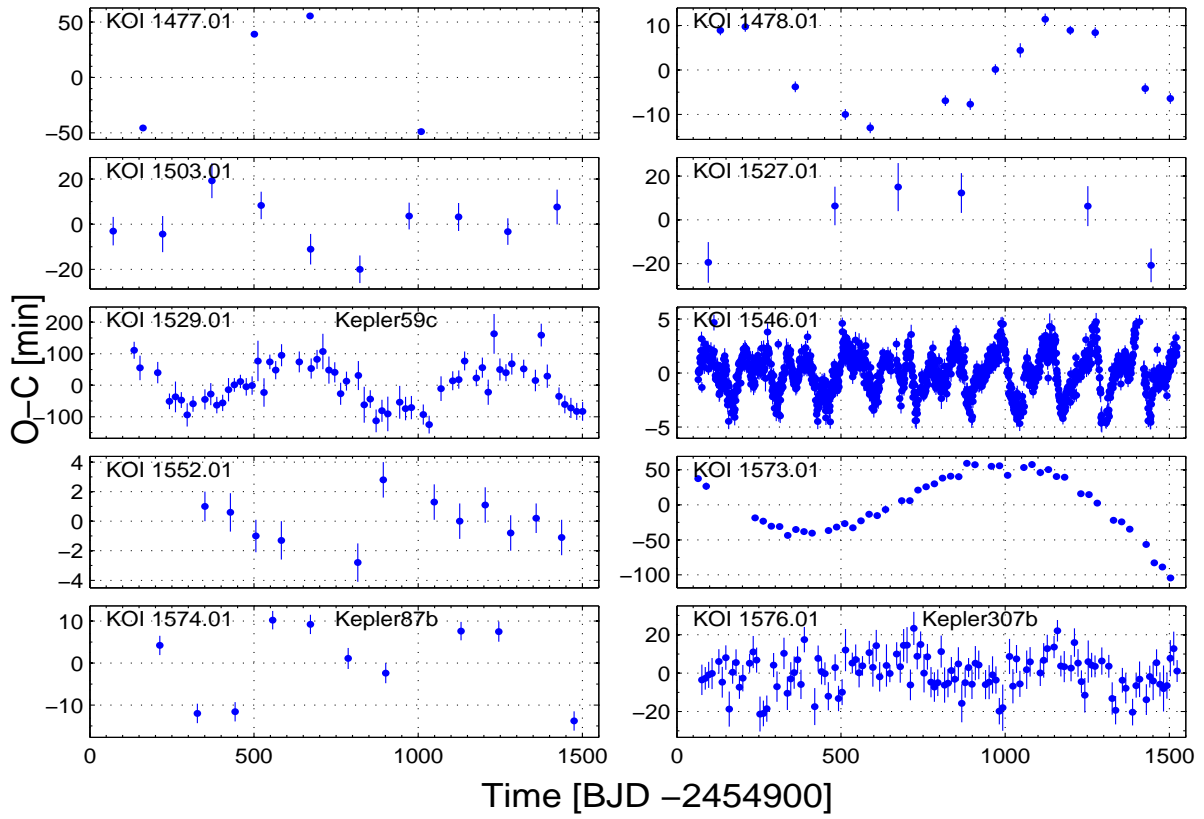 KOI 1477.01
50
0
−50
KOI 1478.01
10
0
−10
KOI 1503.01
20
0
−20
KOI 1527.01
20
0
−20
O−C [min]
KOI 1529.01 Kepler59c
200
100
0
−100
KOI 1546.01
5
0
−5
KOI 1552.01
4
2
0
−2
−4
KOI 1573.01
50
0
−50
−100
KOI 1574.01 Kepler87b
10
0
−10
KOI 1576.01 Kepler307b
20
0
−20
0 500 1000 1500
0 500 1000 1500
Time [BJD −2454900]